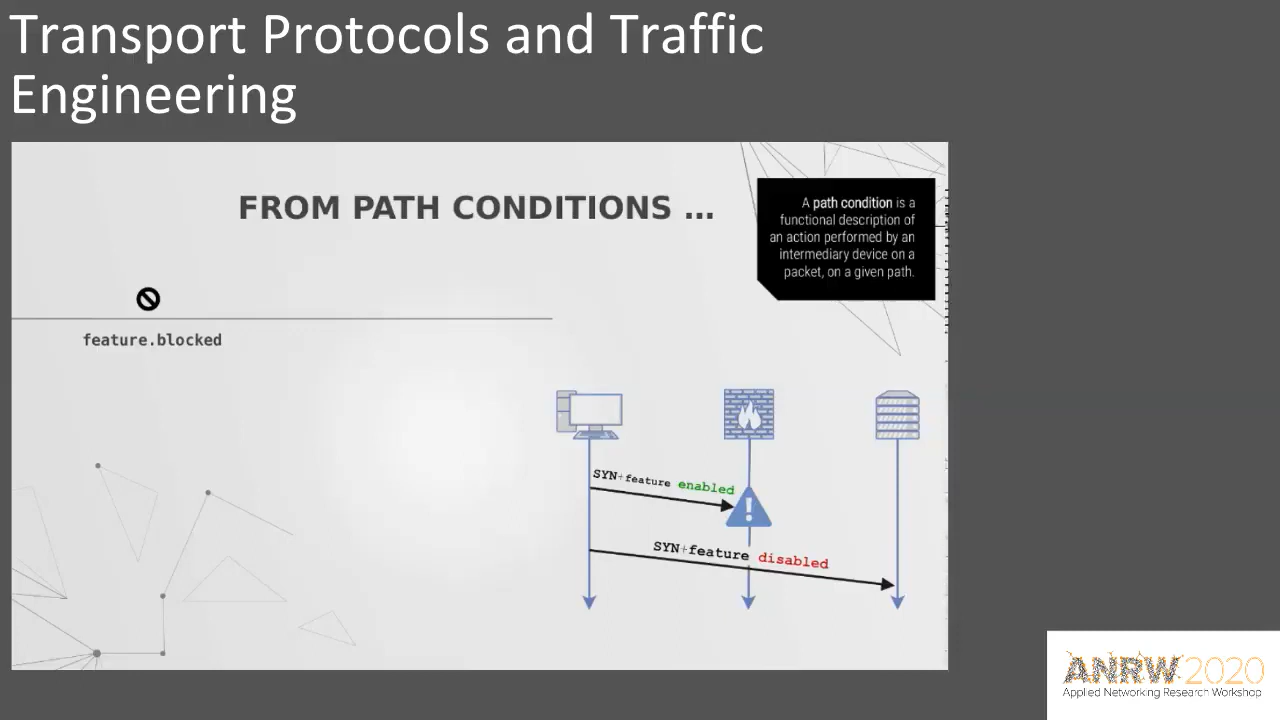 Transport Protocols and Traffic
Engineering
FROM PATH CONDITIONS ...
A path condition is a
functional description of
an action performed by an
intermediary device on a
packet, on a given path.
feature.blocked
SYN+feature enabled
SYN+feature disabled
ANRW2020
Applied Networking Research Workshop